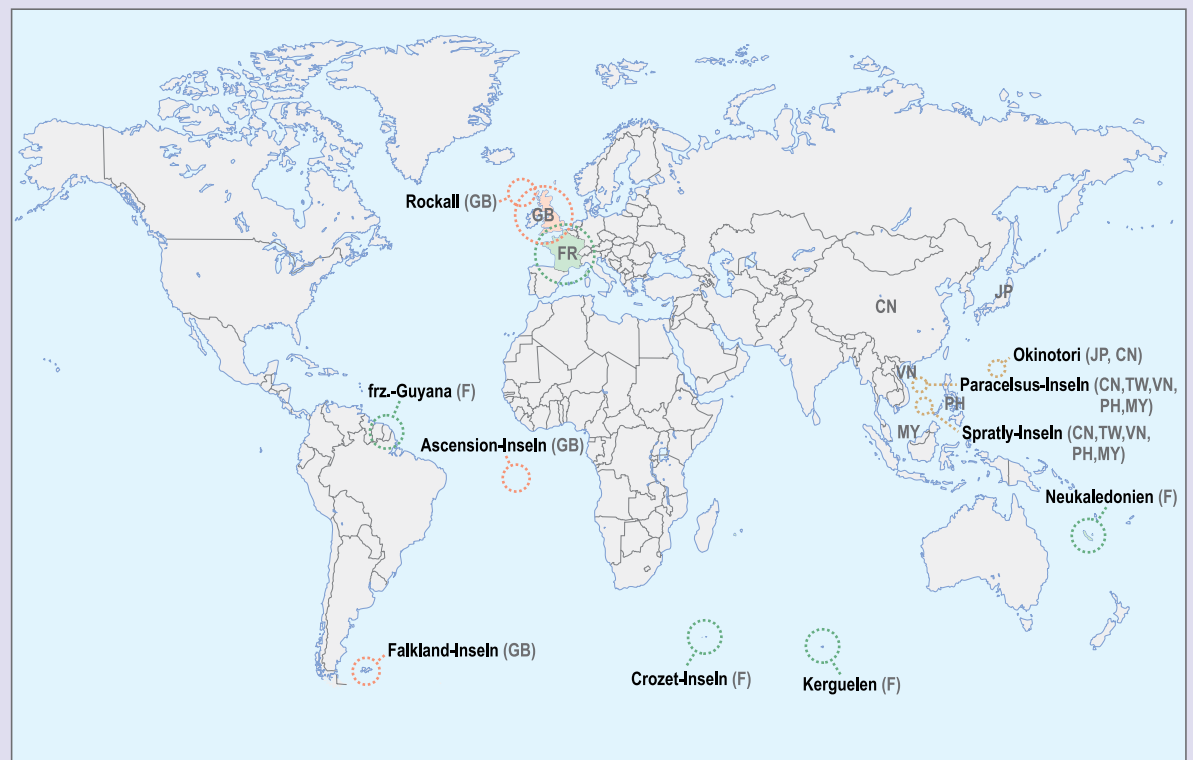 Rockall (GB)
GB
FR
JP
CN
Okinotori (JP, CN)
VN
Paracelsus-Inseln (CN,TW,VN,
PH,MY)
PH
frz.-Guyana (F)
MY
Spratly-Inseln (CN,TW,VN,
PH,MY)
Ascension-Inseln (GB)
Neukaledonien (F)
Falkland-Inseln (GB)
Crozet-Inseln (F)
Kerguelen (F)